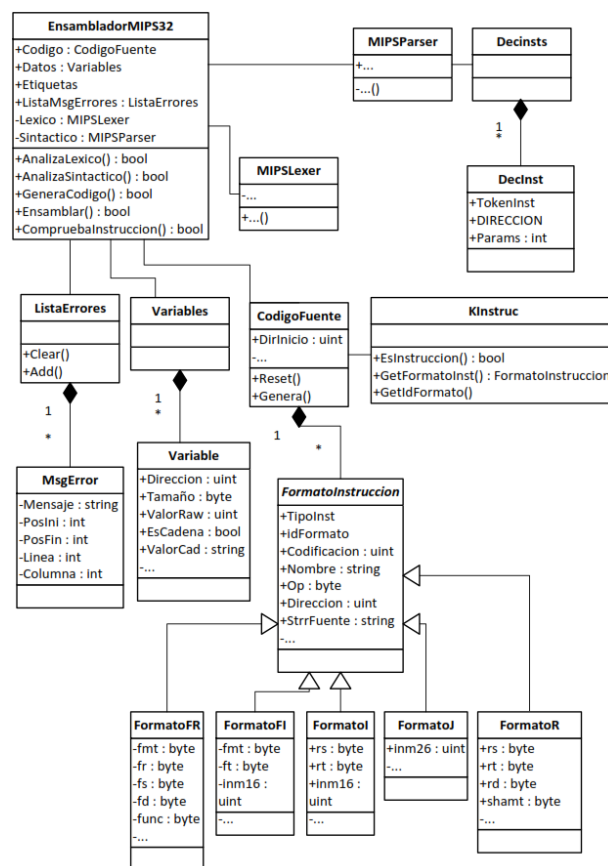 EnsambladorMIPS32
+Codigo : CodigoFuente
+Datos : Variables
+Etiquetas
+ListaMsgErrores : ListaErrores
-Lexico : MIPSLexer
-Sintactico : MIPSParser
+AnalizaLexico() : bool
+AnalizaSintactico() : bool
+GeneraCodigo() : bool
+Ensamblar() : bool
+CompruebaInstruccion() : bool
MIPSParser
+...
-...()
Decinsts
1
*
DecInst
+TokenInst
+DIRECCION
+Params : int
MIPSLexer
-...
+...()
ListaErrores
+Clear()
+Add()
1
*
MsgError
-Mensaje : string
-PosIni : int
-PosFin : int
-Linea : int
-Columna : int
Variables
1
*
Variable
+Direccion : uint
+Tamaño : byte
+ValorRaw : uint
+EsCadena : bool
+ValorCad : string
-...
CodigoFuente
+DirInicio : uint
-...
+Reset()
+Genera()
1
*
KInstruc
+EsInstruccion() : bool
+GetFormatoInst() : FormatoInstruccion
+GetIdFormato()
FormatoInstruccion
+TipoInst
+idFormato
+Codificacion : uint
+Nombre : string
+Op : byte
+Direccion : uint
+StrrFuente : string
-...
FormatoFR
-fmt : byte
-fr : byte
-fs : byte
-fd : byte
-func : byte
-...
FormatoFI
-fmt : byte
-ft : byte
-inm16 :
uint
-...
FormatoI
+rs : byte
+rt : byte
+inm16 :
uint
-...
FormatoJ
+inm26 : uint
-...
FormatoR
+rs : byte
+rt : byte
+rd : byte
+shamt : byte
-...